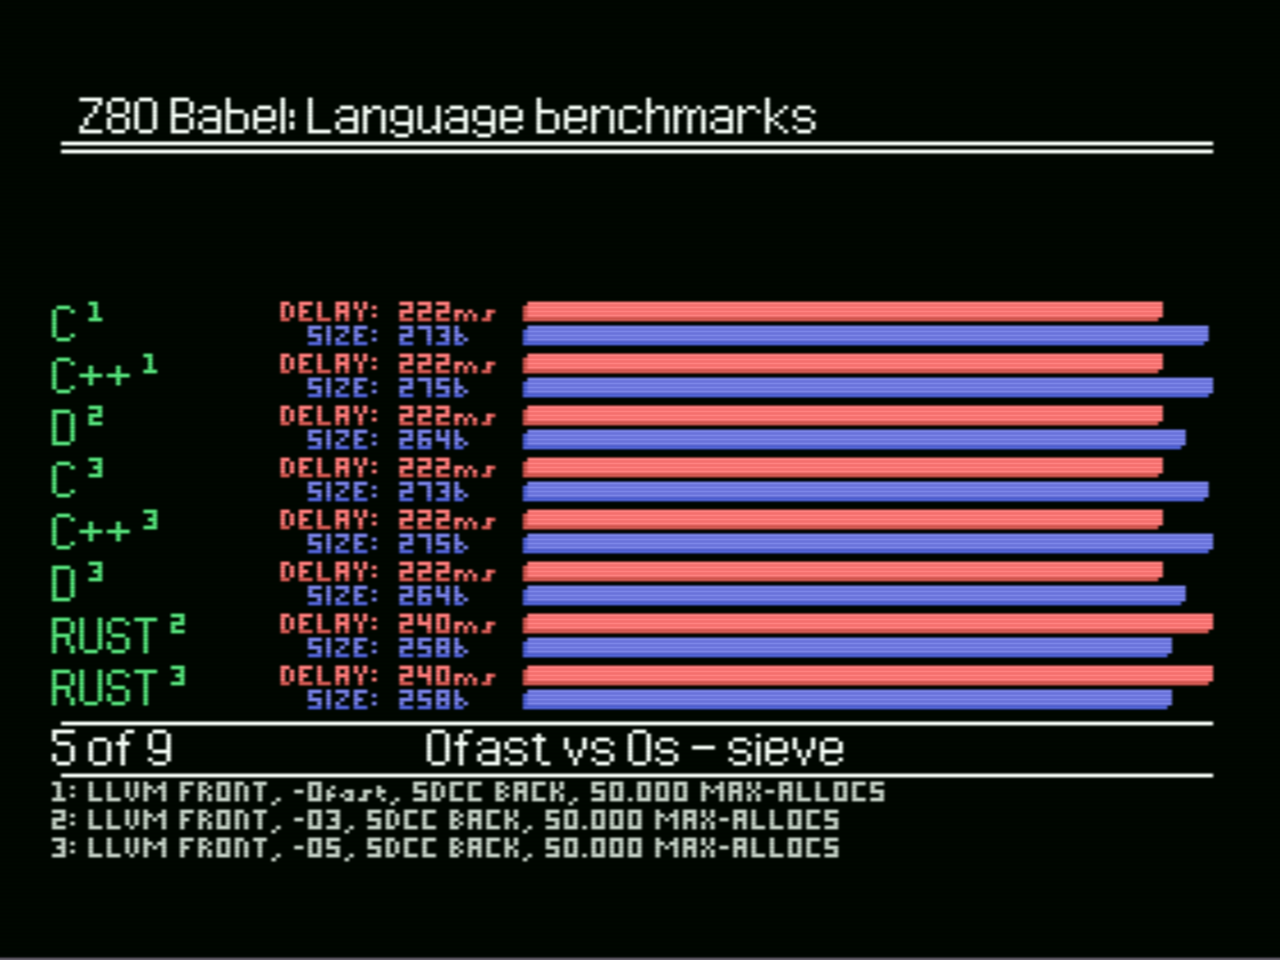 Z80 Babel: Language benchmarks
C 1 DELAY: 222ms
SIZE: 273b
C++ 1 DELAY: 222ms
SIZE: 275b
D 2 DELAY: 222ms
SIZE: 264b
C 3 DELAY: 222ms
SIZE: 273b
C++ 3 DELAY: 222ms
SIZE: 275b
D 3 DELAY: 222ms
SIZE: 264b
RUST 2 DELAY: 240ms
SIZE: 258b
RUST 3 DELAY: 240ms
SIZE: 258b
5 of 9 Ofast vs Os - sieve
1: LLVM FRONT, -Ofast, SDCC BACK, 50.000 MAX-ALLOCS
2: LLVM FRONT, -O3, SDCC BACK, 50.000 MAX-ALLOCS
3: LLVM FRONT, -OS, SDCC BACK, 50.000 MAX-ALLOCS